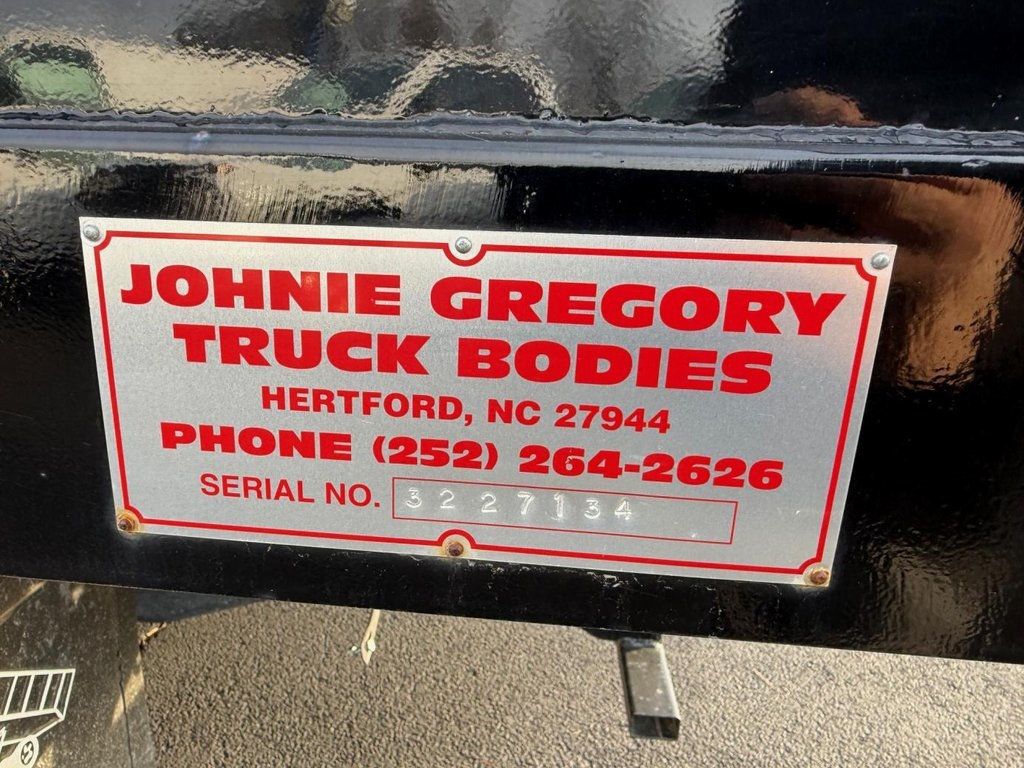 JOHNIE GREGORY
TRUCK BODIES
HERTFORD, NC 27944
PHONE (252) 264-2626
SERIAL NO. 3227134